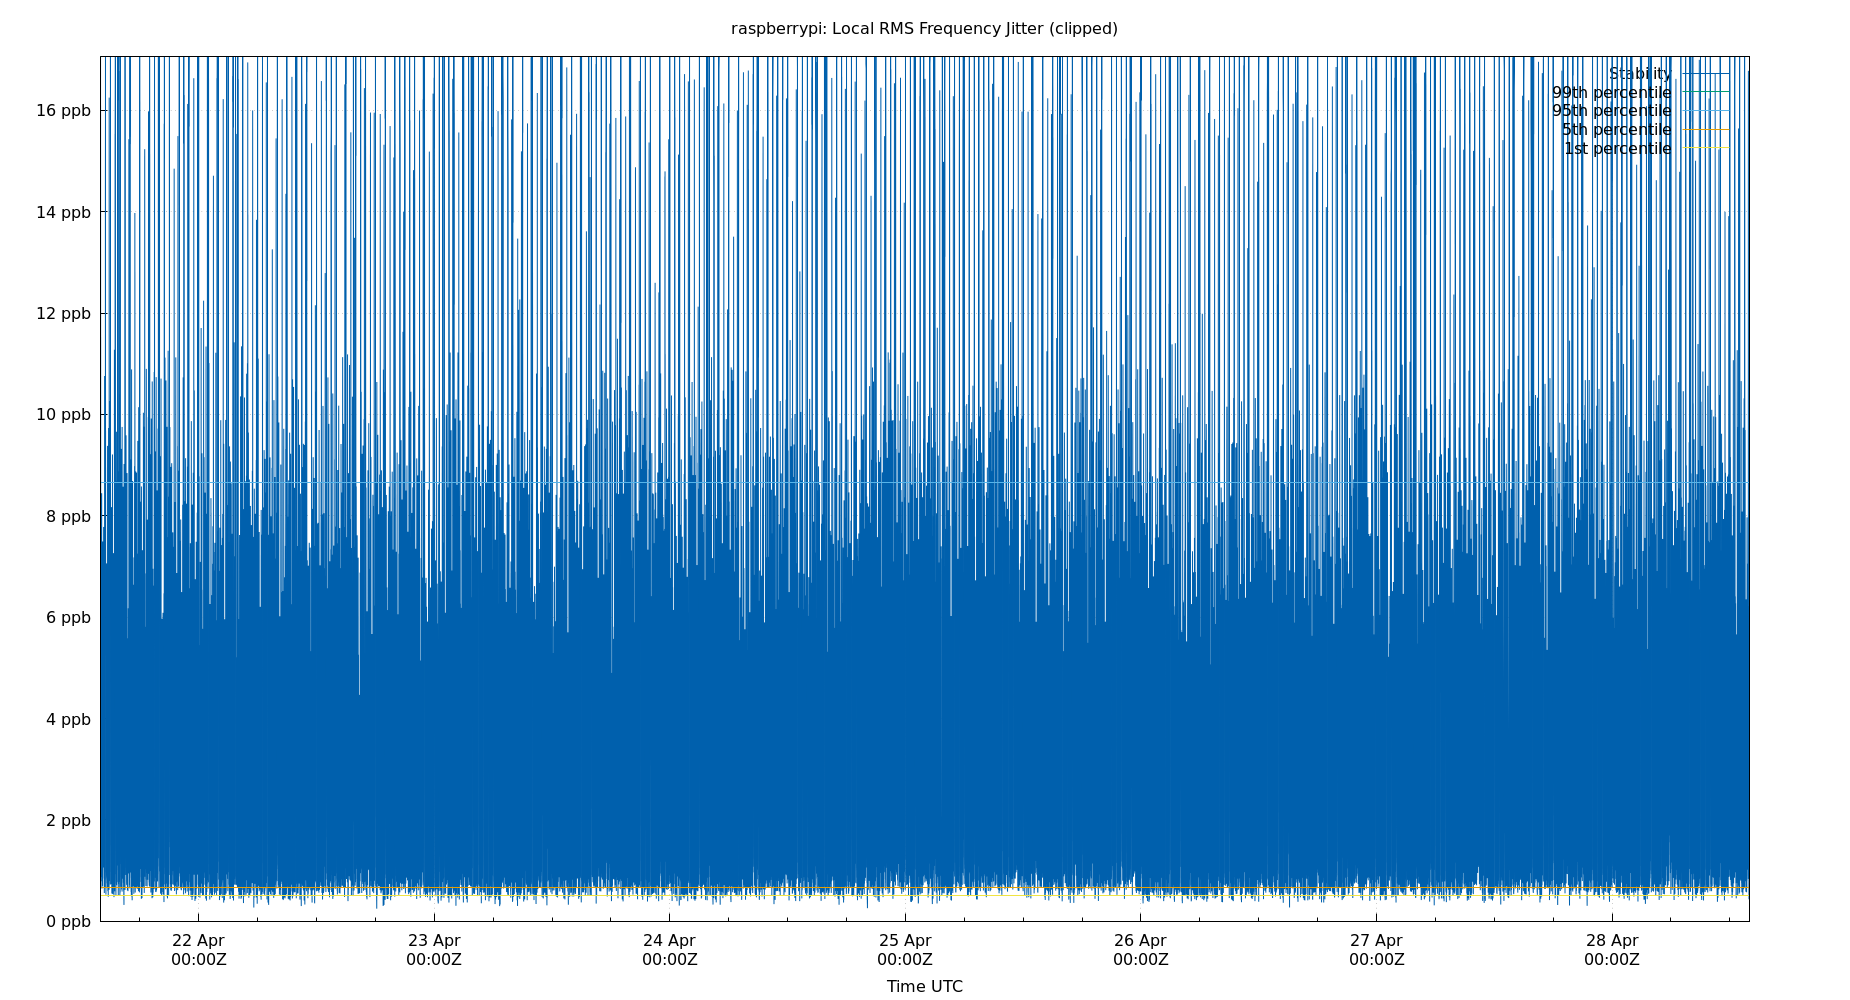 raspberrypi: Local RMS Frequency Jitter (clipped)
Stability
99th percentile
95th percentile
5th percentile
1st percentile
16 ppb
14 ppb
12 ppb
10 ppb
8 ppb
6 ppb
4 ppb
2 ppb
0 ppb
22 Apr 23 Apr 24 Apr 25 Apr 26 Apr 27 Apr 28 Apr
00:00Z 00:00Z 00:00Z 00:00Z 00:00Z 00:00Z 00:00Z
Time UTC